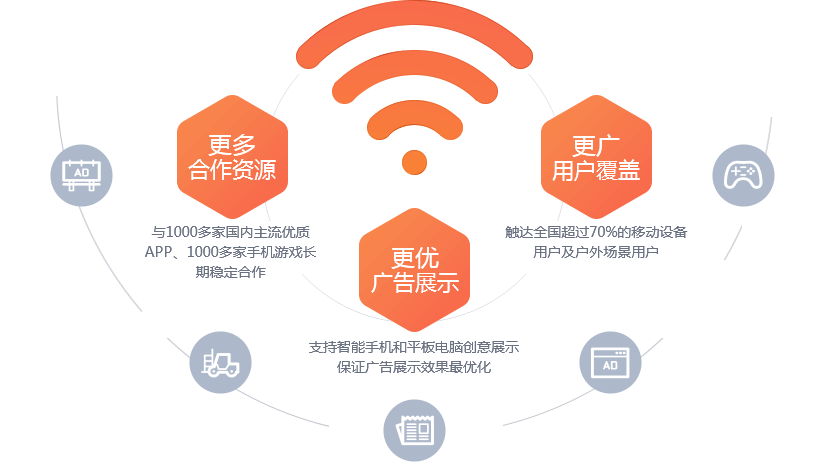 更多
合作资源
与1000多家国内主流优质
APP、1000多家手机游戏长
期稳定合作
更优
广告展示
支持智能手机和平板电脑创意展示
保证广告展示效果最优化
更广
用户覆盖
触达全国超过70%的移动设备
用户及户外场景用户
AD
AD